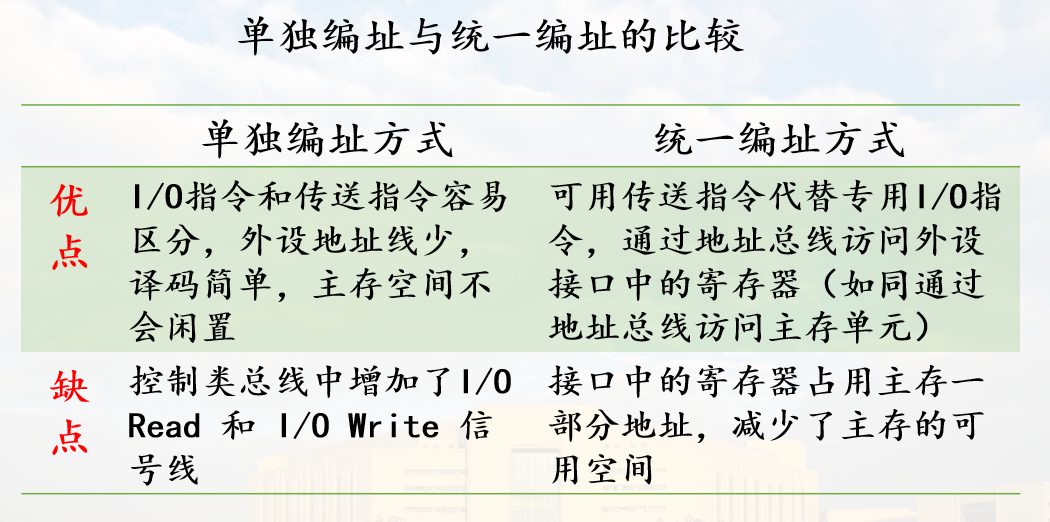 单独编址与统一编址的比较
单独编址方式
统一编址方式
优
点
I/O指令和传送指令容易
区分，外设地址线少，
译码简单，主存空间不
会闲置
可用传送指令代替专用I/O指
令，通过地址总线访问外设
接口中的寄存器（如同通过
地址总线访问主存单元）
缺
点
控制类总线中增加了I/O
Read 和 I/O Write 信
号线
接口中的寄存器占用主存一
部分地址，减少了主存的可
用空间